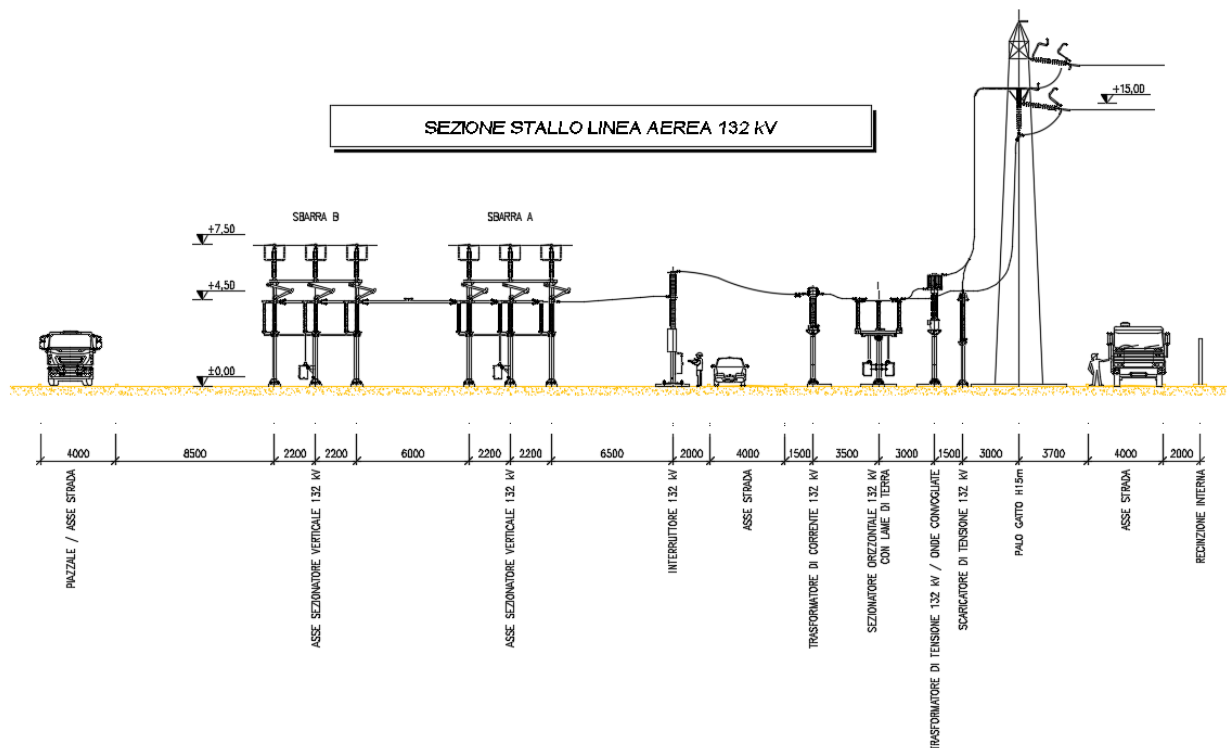 SEZIONE STALLO LINEA AEREA 132 kV
+15,00
SBARRA B
SBARRA A
+7,50
+4,50
±0,00
4000
8500
2200
2200
6000
2200
2200
6500
2000
4000
1500
3500
3000
1500
3000
3700
4000
2000
PIAZZALE / ASSE STRADA
ASSE SEZIONATORE VERTICALE 132 kV
ASSE SEZIONATORE VERTICALE 132 kV
INTERRUTTORE 132 kV
ASSE STRADA
TRASFORMATORE DI CORRENTE 132 kV
SEZIONATORE ORIZZONTALE 132 kV
CON LAME DI TERRA
TRASFORMATORE DI TENSIONE 132 kV / ONDE CONVOGLIATE
SCARICATORE DI TENSIONE 132 kV
PALO GATTO H15m
ASSE STRADA
RECINZIONE INTERNA